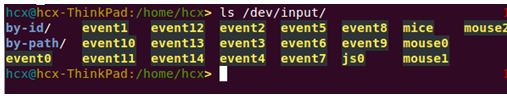 hcx@hcx-ThinkPad:/home/hcx> ls /dev/input/
by-id/ event1 event12 event2 event5 event8 mice mouse2
by-path/ event10 event13 event3 event6 event9 mouse0
event0 event11 event14 event4 event7 js0 mouse1
hcx@hcx-ThinkPad:/home/hcx>